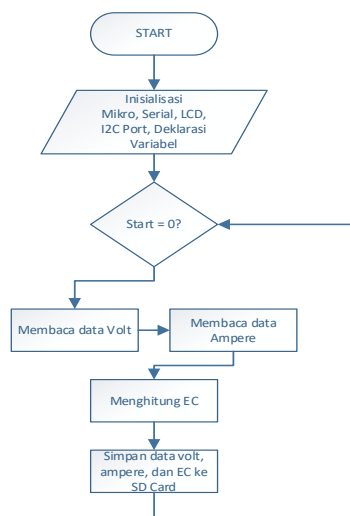 START
Inisialisasi
Mikro, Serial, LCD,
I2C Port, Deklarasi
Variabel
Start = 0?
Membaca data Volt
Membaca data
Ampere
Menghitung EC
Simpan data volt,
ampere, dan EC ke
SD Card